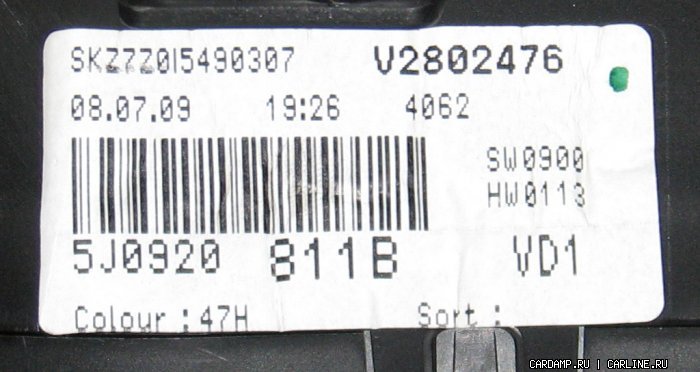 SKZ7Z0I5490307 V2802476
08.07.09 19:26 4062
SW0900
HW0113
5J0920 811B VD1
Colour : 47H Sort :
CARDAMP.RU | CARLINE.RU